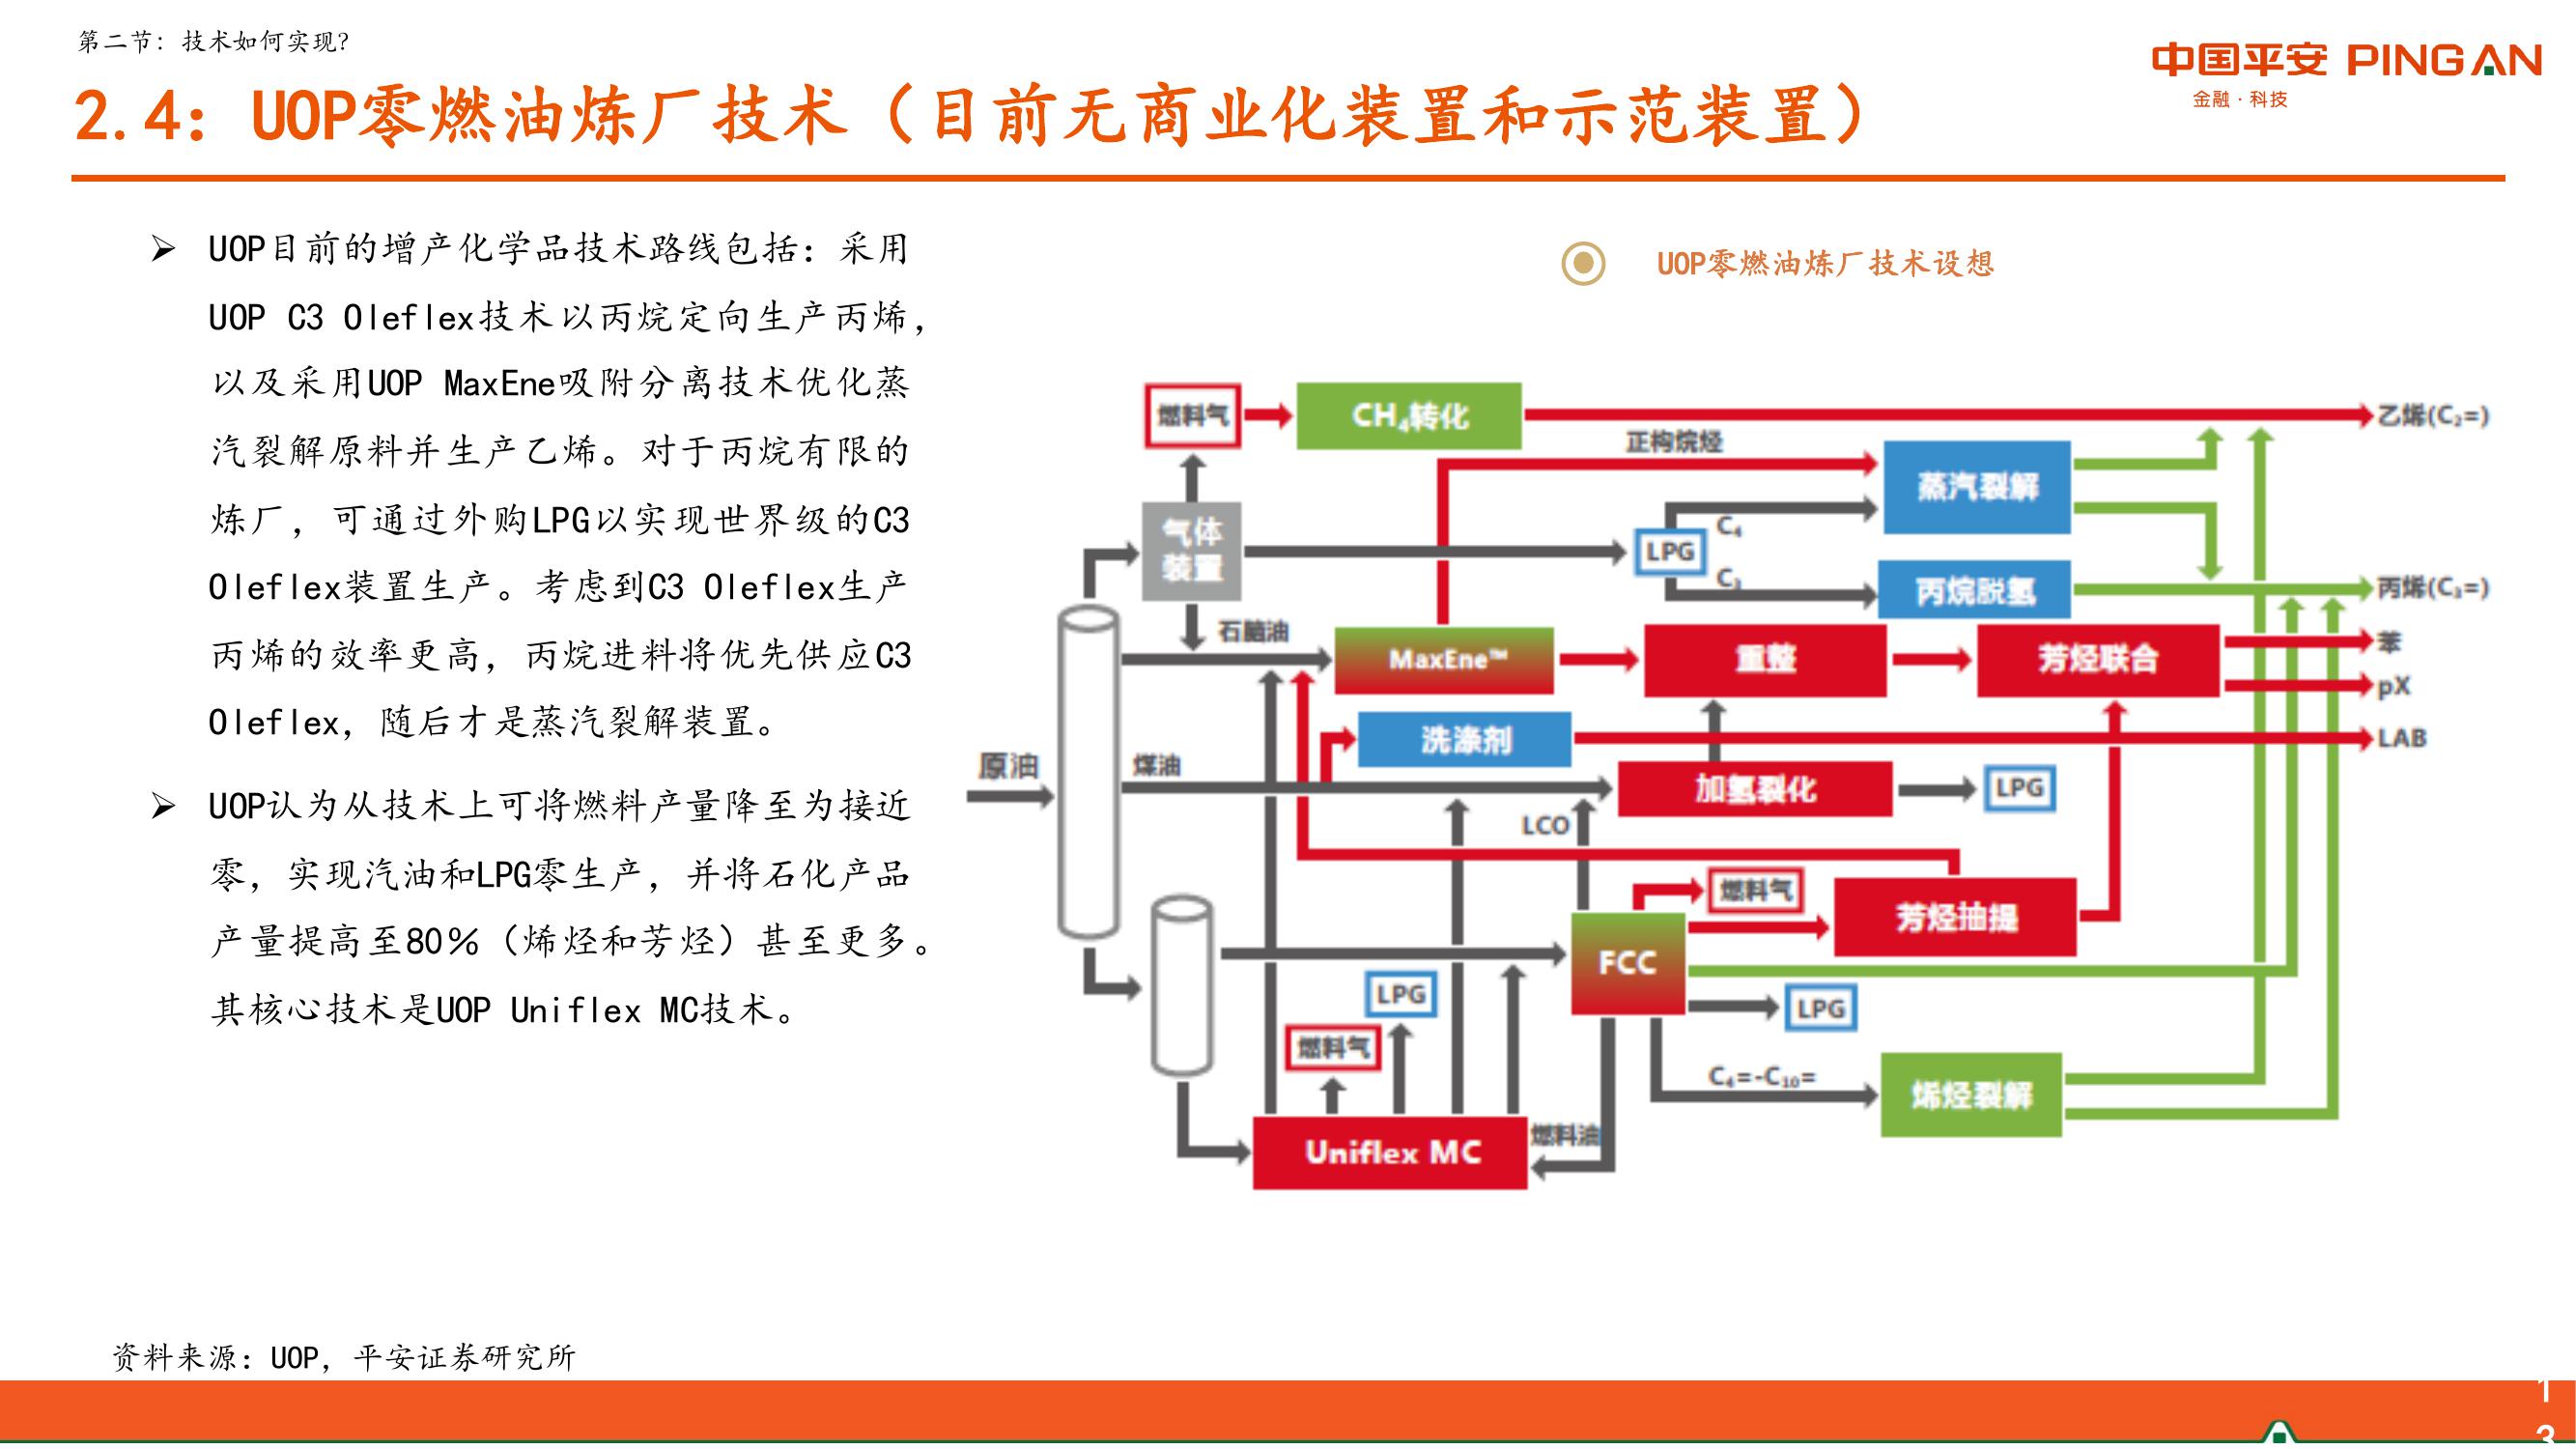 第二节：技术如何实现？
中国平安 PING AN
金融·科技
2.4：UOP零燃油炼厂技术（目前无商业化装置和示范装置）
UOP目前的增产化学品技术路线包括：采用
UOP C3 Oleflex技术以丙烷定向生产丙烯，
以及采用UOP MaxEne吸附分离技术优化蒸
汽裂解原料并生产乙烯。对于丙烷有限的
炼厂，可通过外购LPG以实现世界级的C3
Oleflex装置生产。考虑到C3 Oleflex生产
丙烯的效率更高，丙烷进料将优先供应C3
Oleflex，随后才是蒸汽裂解装置。
UOP认为从技术上可将燃料产量降至为接近
零，实现汽油和LPG零生产，并将石化产品
产量提高至80%（烯烃和芳烃）甚至更多。
其核心技术是UOP Uniflex MC技术。
UOP零燃油炼厂技术设想
燃料气
CH₄转化
乙烯(C₂=)
正构烷烃
蒸汽裂解
气体
装置
LPG
C₄
C₃
丙烷脱氢
丙烯(C₃=)
石脑油
MaxEne™
重整
芳烃联合
苯
pX
洗涤剂
LAB
原油
煤油
加氢裂化
LPG
LCO
燃料气
芳烃抽提
FCC
LPG
LPG
燃料气
C₄=-C₁₀=
烯烃裂解
燃料油
Uniflex MC
资料来源：UOP，平安证券研究所
1
3